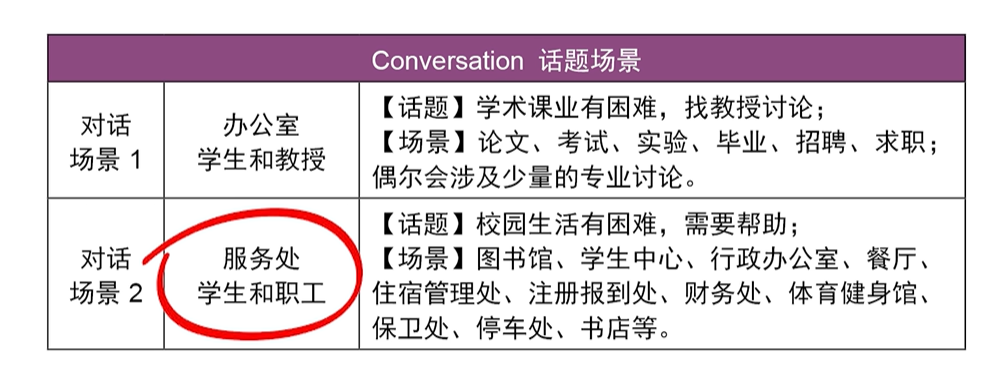 Conversation 话题场景
对话
场景 1
办公室
学生和教授
【话题】学术课业有困难，找教授讨论；
【场景】论文、考试、实验、毕业、招聘、求职；
偶尔会涉及少量的专业讨论。
对话
场景 2
服务处
学生和职工
【话题】校园生活有困难，需要帮助；
【场景】图书馆、学生中心、行政办公室、餐厅、
住宿管理处、注册报到处、财务处、体育健身馆、
保卫处、停车处、书店等。